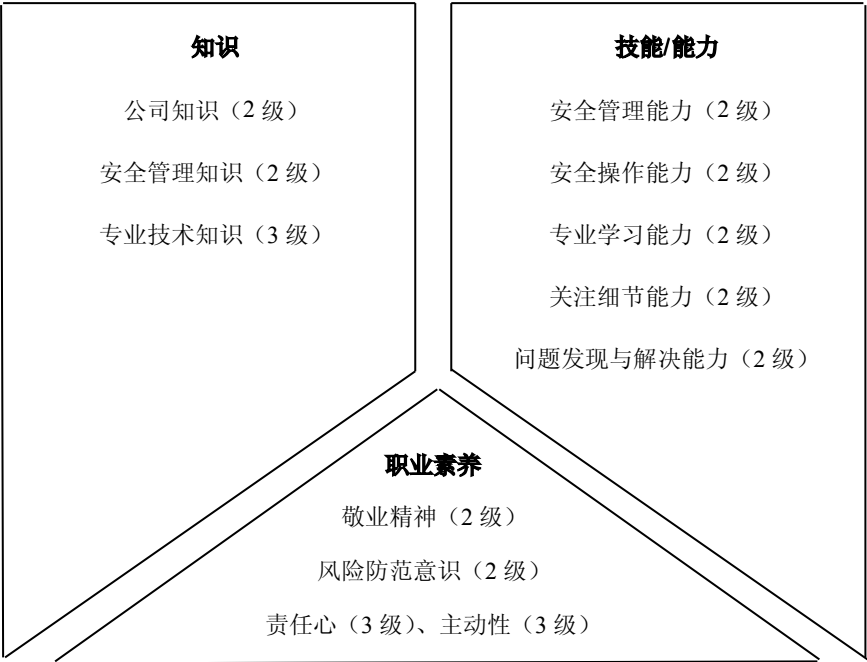 知识
公司知识（2 级）
安全管理知识（2 级）
专业技术知识（3 级）
技能/能力
安全管理能力（2 级）
安全操作能力（2 级）
专业学习能力（2 级）
关注细节能力（2 级）
问题发现与解决能力（2 级）
职业素养
敬业精神（2 级）
风险防范意识（2 级）
责任心（3 级）、主动性（3 级）